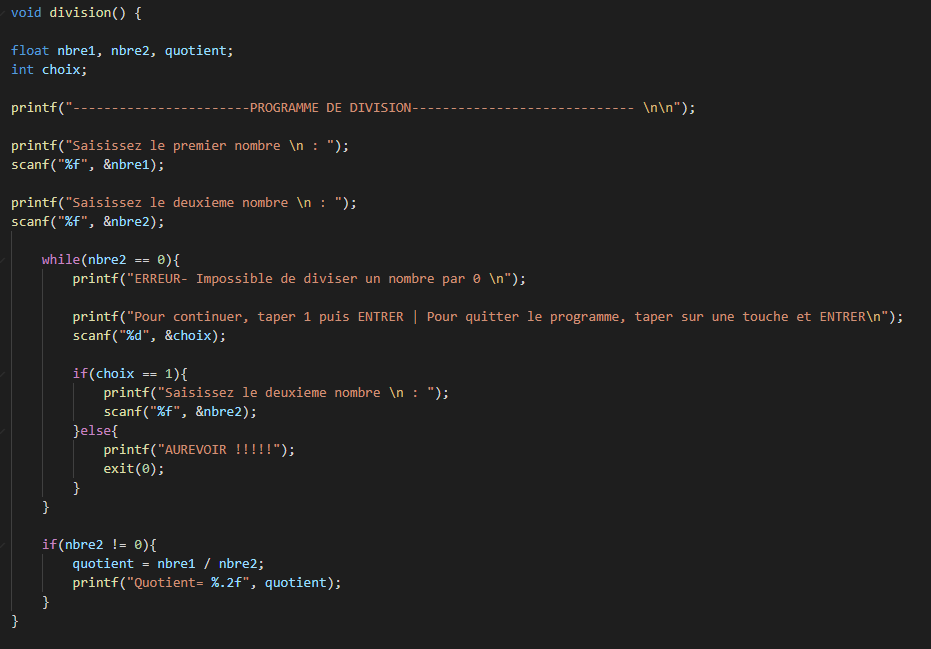 void division() {
float nbre1, nbre2, quotient;
int choix;
printf("-----------------------PROGRAMME DE DIVISION----------------------------- \n\n");
printf("Saisissez le premier nombre \n : ");
scanf("%f", &nbre1);
printf("Saisissez le deuxieme nombre \n : ");
scanf("%f", &nbre2);
while(nbre2 == 0){
printf("ERREUR- Impossible de diviser un nombre par 0 \n");
printf("Pour continuer, taper 1 puis ENTRER | Pour quitter le programme, taper sur une touche et ENTRER\n");
scanf("%d", &choix);
if(choix == 1){
printf("Saisissez le deuxieme nombre \n : ");
scanf("%f", &nbre2);
}else{
printf("AUREVOIR !!!!!");
exit(0);
}
}
if(nbre2 != 0){
quotient = nbre1 / nbre2;
printf("Quotient= %.2f", quotient);
}
}